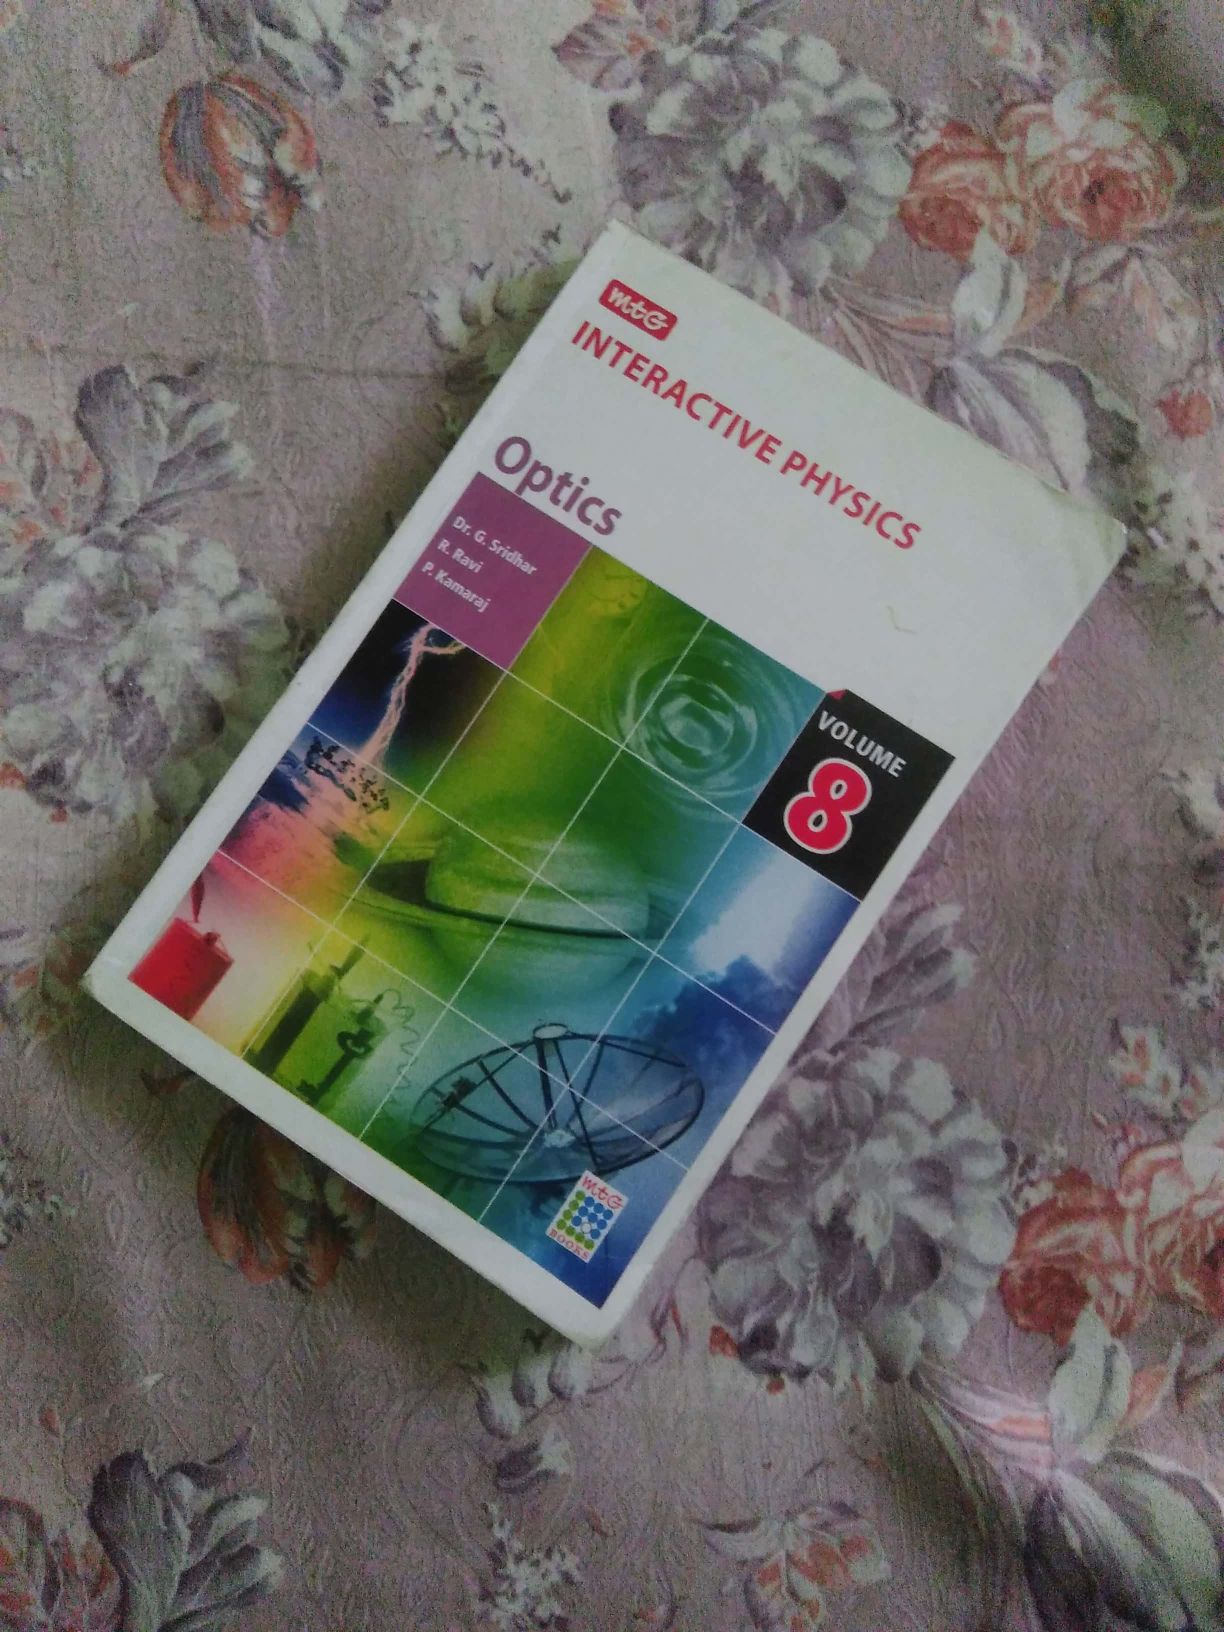 mtG
INTERACTIVE PHYSICS
Optics
Dr. G. Sridhar
R. Ravi
P. Kamaraj
VOLUME
8
mtG
BOOKS